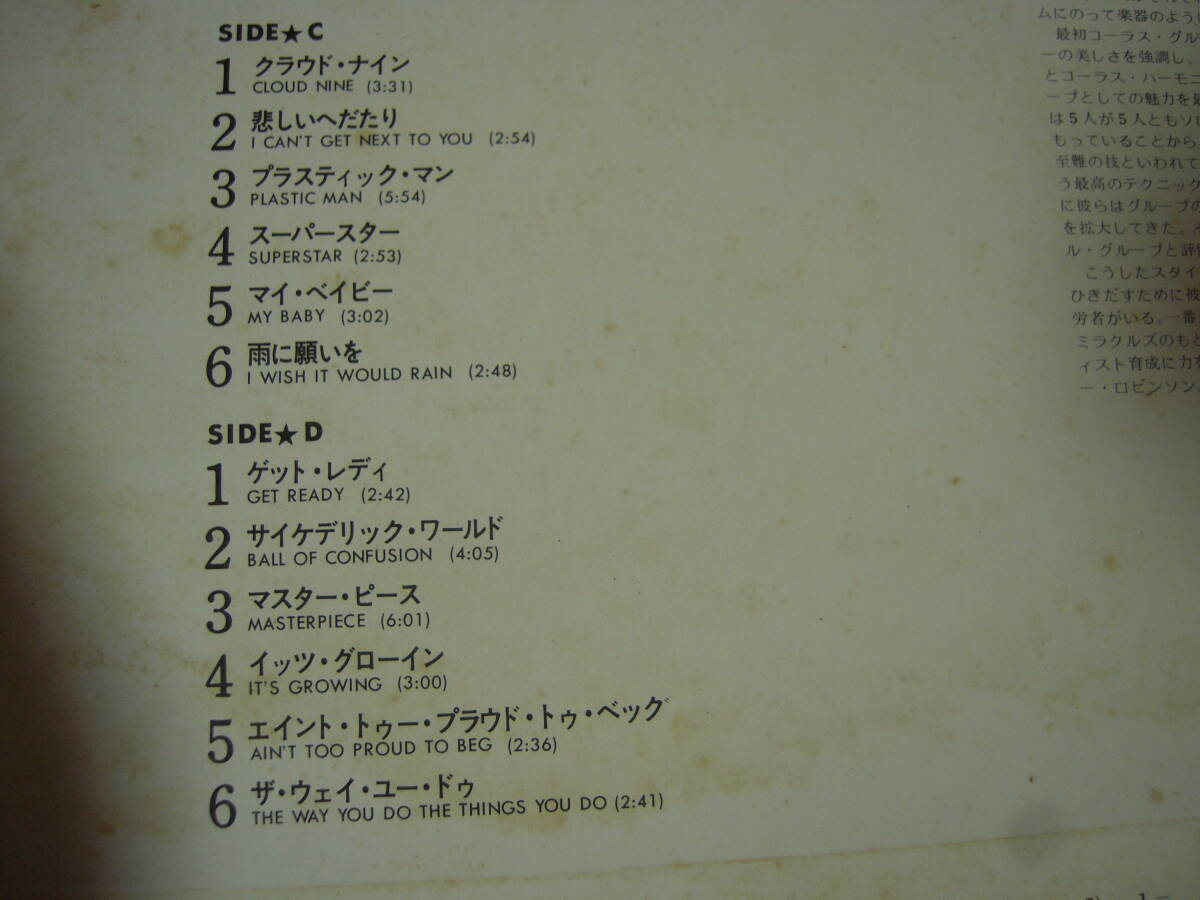 SIDE★C
1 クラウド・ナイン
CLOUD NINE (3:31)
2 悲しいへだたり
I CAN'T GET NEXT TO YOU (2:54)
3 プラスティック・マン
PLASTIC MAN (5:54)
4 スーパースター
SUPERSTAR (2:53)
5 マイ・ベイビー
MY BABY (3:02)
6 雨に願いを
I WISH IT WOULD RAIN (2:48)
SIDE★D
1 ゲット・レディ
GET READY (2:42)
2 サイケデリック・ワールド
BALL OF CONFUSION (4:05)
3 マスター・ピース
MASTERPIECE (6:01)
4 イッツ・グローイン
IT'S GROWING (3:00)
5 エイント・トゥー・プラウド・トゥ・ベック
AIN'T TOO PROUD TO BEG (2:36)
6 ザ・ウェイ・ユー・ドゥ
THE WAY YOU DO THE THINGS YOU DO (2:41)
ムにのって楽器のよう
最初コーラス・グル
ーの美しさを強調し、
とコーラス・ハーモニ
ープとしての魅力を
は5人が5人ともソロ
もっていることから、
至難の技といわれて
う最高のテクニック
に彼らはグループの
を拡大してきた。そ
ル・グループと評
こうしたスタイ
ひきだすために彼
労者がいる。一番
ミラクルズのもと
ィスト育成に力を
ー・ロビンソン